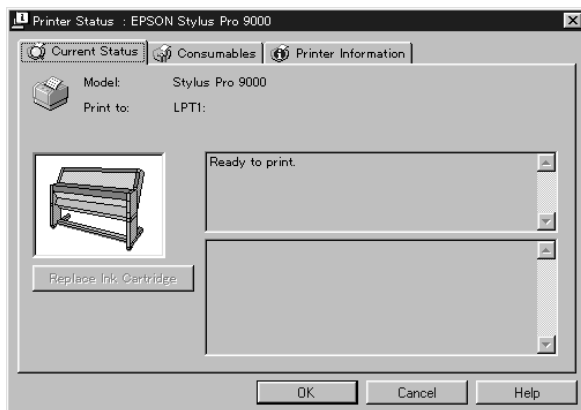 Printer Status : EPSON Stylus Pro 9000
Current Status
Consumables
Printer Information
Model: Stylus Pro 9000
Print to: LPT1:
Ready to print.
Replace Ink Cartridge
OK
Cancel
Help